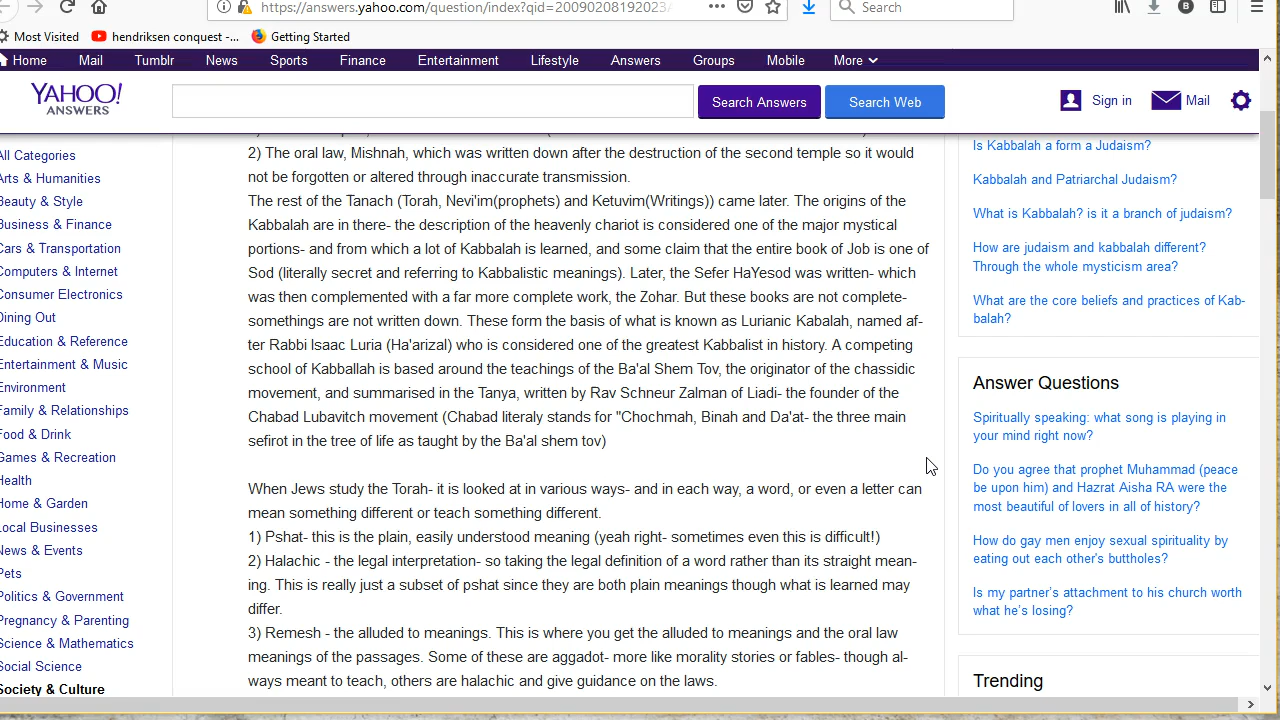 https://answers.yahoo.com/question/index?qid=20090208192023A
Search
B
Most Visited
hendriksen conquest -...
Getting Started
Home
Mail
Tumblr
News
Sports
Finance
Entertainment
Lifestyle
Answers
Groups
Mobile
More
YAHOO!
ANSWERS
Search Answers
Search Web
Sign in
Mail
All Categories
Arts & Humanities
Beauty & Style
Business & Finance
Cars & Transportation
Computers & Internet
Consumer Electronics
Dining Out
Education & Reference
Entertainment & Music
Environment
Family & Relationships
Food & Drink
Games & Recreation
Health
Home & Garden
Local Businesses
News & Events
Pets
Politics & Government
Pregnancy & Parenting
Science & Mathematics
Social Science
Society & Culture
2) The oral law, Mishnah, which was written down after the destruction of the second temple so it would
not be forgotten or altered through inaccurate transmission.
The rest of the Tanach (Torah, Nevi'im(prophets) and Ketuvim(Writings)) came later. The origins of the
Kabbalah are in there- the description of the heavenly chariot is considered one of the major mystical
portions- and from which a lot of Kabbalah is learned, and some claim that the entire book of Job is one of
Sod (literally secret and referring to Kabbalistic meanings). Later, the Sefer HaYesod was written- which
was then complemented with a far more complete work, the Zohar. But these books are not complete-
somethings are not written down. These form the basis of what is known as Lurianic Kabalah, named af-
ter Rabbi Isaac Luria (Ha'arizal) who is considered one of the greatest Kabbalist in history. A competing
school of Kabballah is based around the teachings of the Ba'al Shem Tov, the originator of the chassidic
movement, and summarised in the Tanya, written by Rav Schneur Zalman of Liadi- the founder of the
Chabad Lubavitch movement (Chabad literaly stands for "Chochmah, Binah and Da'at- the three main
sefirot in the tree of life as taught by the Ba'al shem tov)
When Jews study the Torah- it is looked at in various ways- and in each way, a word, or even a letter can
mean something different or teach something different.
1) Pshat- this is the plain, easily understood meaning (yeah right- sometimes even this is difficult!)
2) Halachic - the legal interpretation- so taking the legal definition of a word rather than its straight mean-
ing. This is really just a subset of pshat since they are both plain meanings though what is learned may
differ.
3) Remesh - the alluded to meanings. This is where you get the alluded to meanings and the oral law
meanings of the passages. Some of these are aggadot- more like morality stories or fables- though al-
ways meant to teach, others are halachic and give guidance on the laws.
Is Kabbalah a form a Judaism?
Kabbalah and Patriarchal Judaism?
What is Kabbalah? is it a branch of judaism?
How are judaism and kabbalah different?
Through the whole mysticism area?
What are the core beliefs and practices of Kab-
balah?
Answer Questions
Spiritually speaking: what song is playing in
your mind right now?
Do you agree that prophet Muhammad (peace
be upon him) and Hazrat Aisha RA were the
most beautiful of lovers in all of history?
How do gay men enjoy sexual spirituality by
eating out each other's buttholes?
Is my partner's attachment to his church worth
what he's losing?
Trending